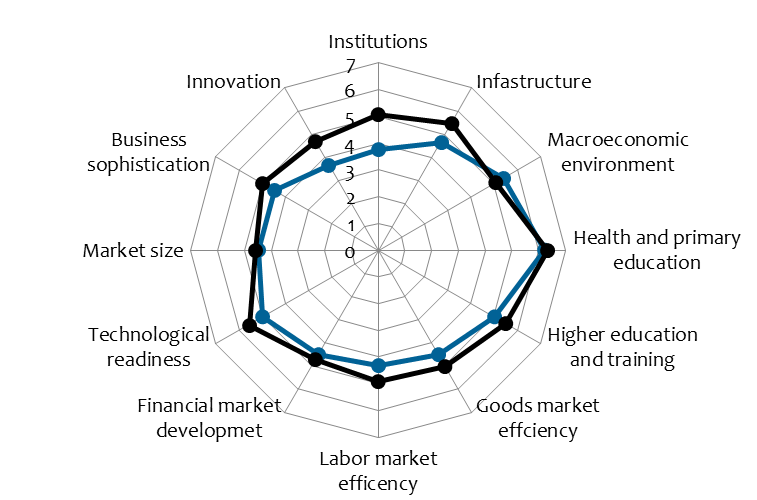 Institutions
7
Innovation
Infastructure
6
5
Business
sophistication
Macroeconomic
environment
4
3
2
1
Market size
0
Health and primary
education
Technological
readiness
Higher education
and training
Financial market
developmet
Goods market
effciency
Labor market
efficency